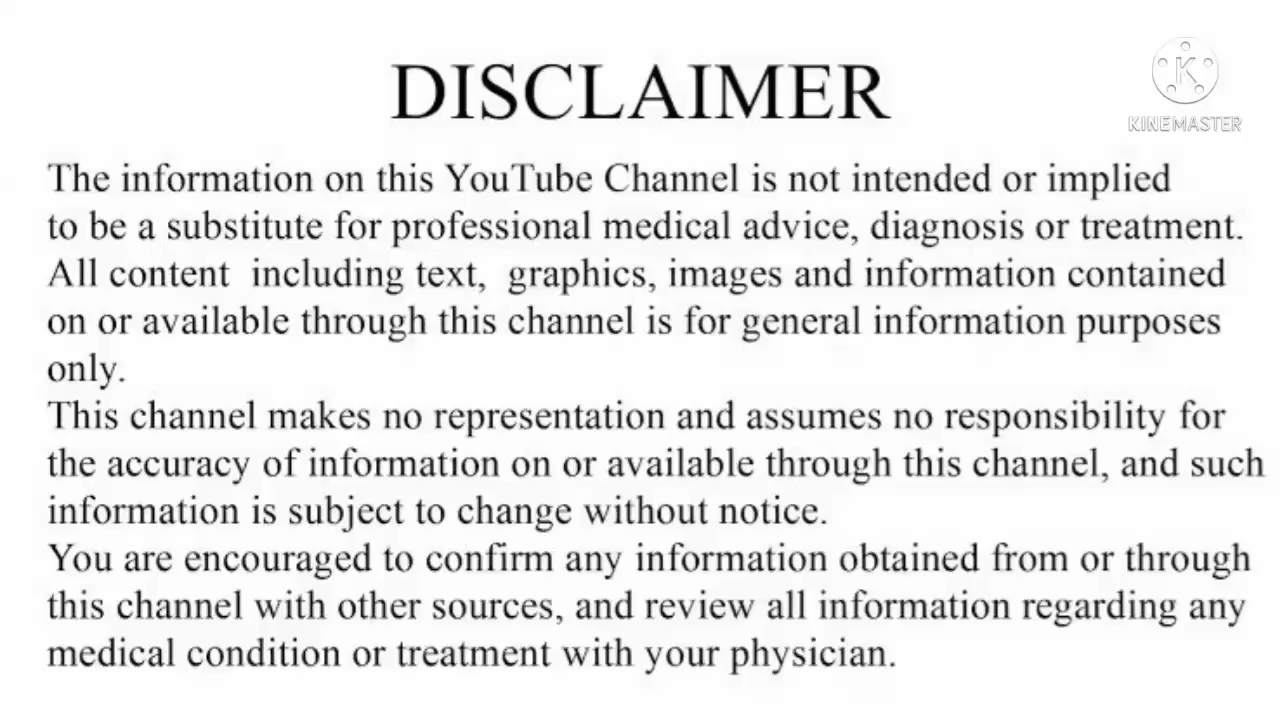 DISCLAIMER
KINEMASTER
The information on this YouTube Channel is not intended or implied
to be a substitute for professional medical advice, diagnosis or treatment.
All content including text, graphics, images and information contained
on or available through this channel is for general information purposes
only.
This channel makes no representation and assumes no responsibility for
the accuracy of information on or available through this channel, and such
information is subject to change without notice.
You are encouraged to confirm any information obtained from or through
this channel with other sources, and review all information regarding any
medical condition or treatment with your physician.